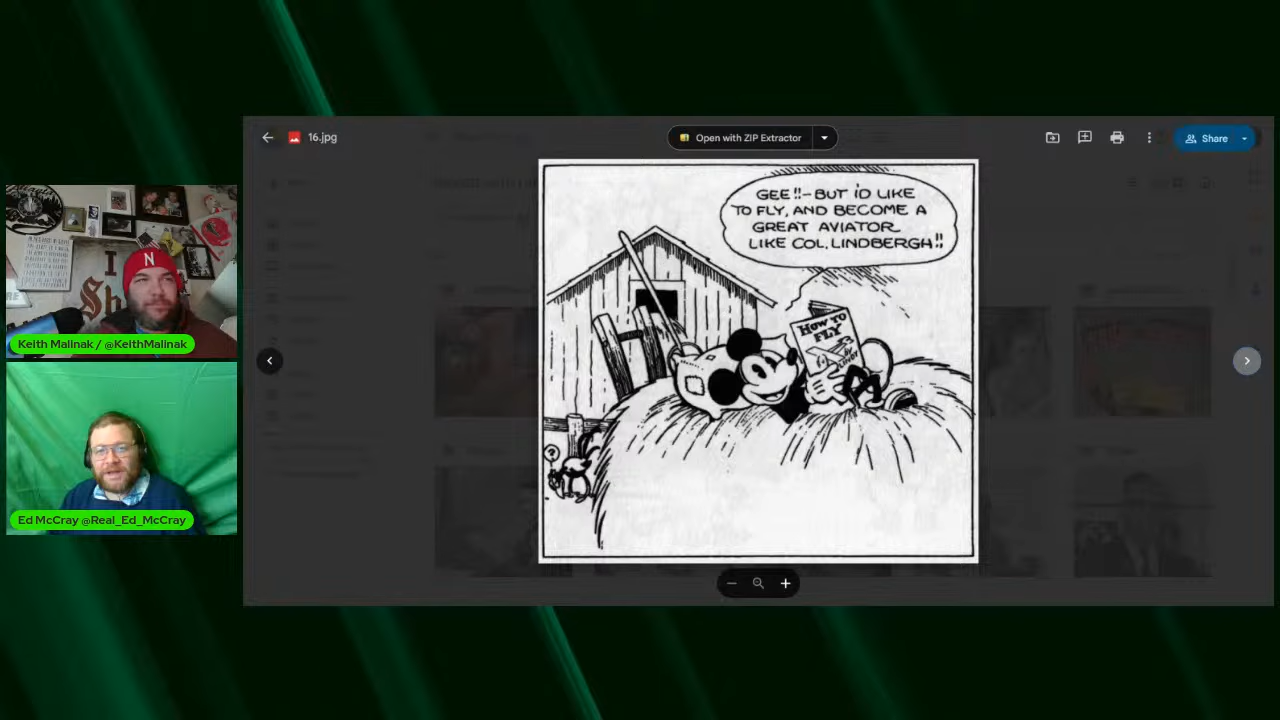 16.jpg
Open with ZIP Extractor
Share
GEE!!-BUT I'D LIKE
TO FLY, AND BECOME A
GREAT AVIATOR
LIKE COL. LINDBERGH!!
HOW TO
FLY
?
N
Keith Malinak / @KeithMalinak
Ed McCray @Real_Ed_McCray